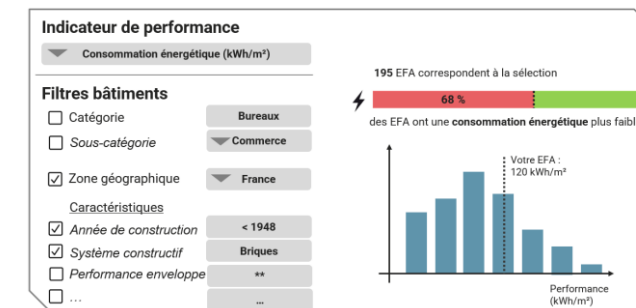 Indicateur de performance
Consommation énergétique (kWh/m²)
Filtres bâtiments
Catégorie Bureaux
Sous-catégorie Commerce
Zone géographique France
Caractéristiques
Année de construction < 1948
Système constructif Briques
Performance enveloppe **
... ...
195 EFA correspondent à la sélection
68 %
des EFA ont une consommation énergétique plus faibl
Votre EFA :
120 kWh/m²
Performance
(kWh/m²)